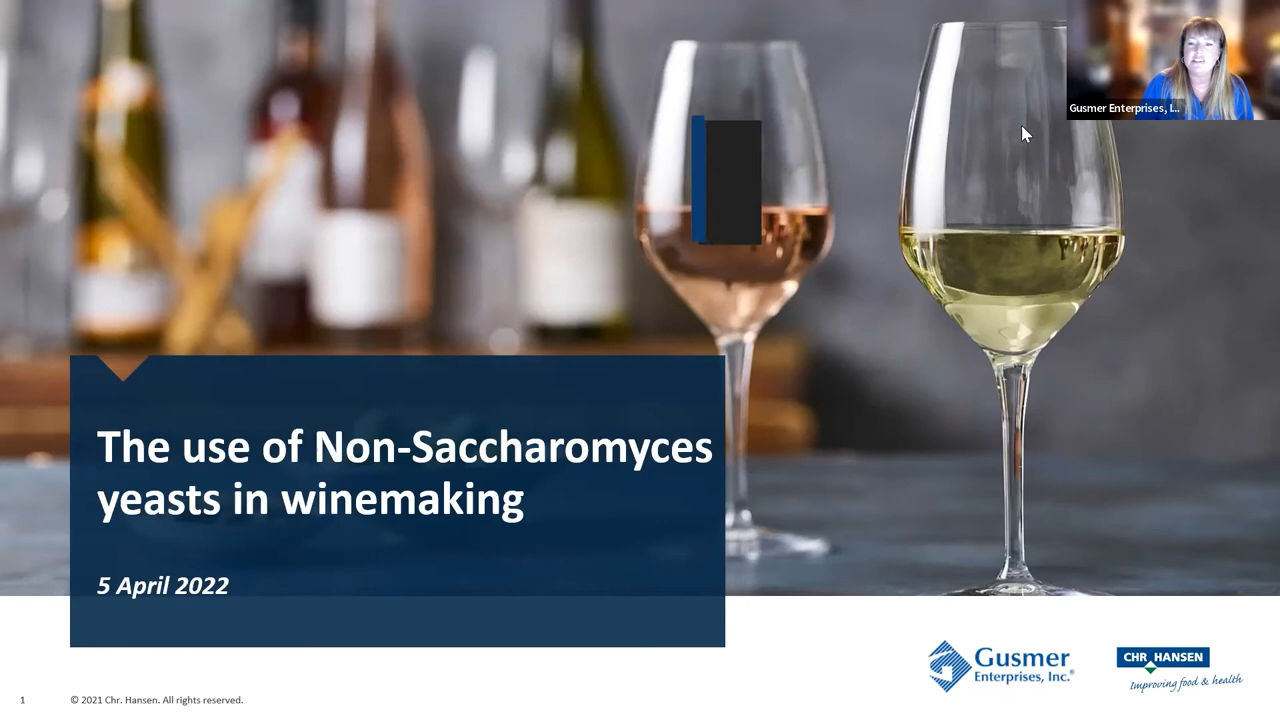 Gusmer Enterprises, I...
The use of Non-Saccharomyces
yeasts in winemaking
5 April 2022
Gusmer
Enterprises, Inc.®
CHR HANSEN
Improving food & health
1
© 2021 Chr. Hansen. All rights reserved.